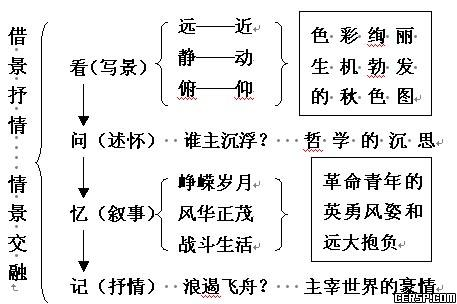 借景抒情……情景交融
看（写景）
远——近
静——动
俯——仰
色彩绚丽
生机勃发
的秋色图
问（述怀）··谁主沉浮？··哲学的沉思
忆（叙事）
峥嵘岁月
风华正茂
战斗生活
革命青年的
英勇风姿和
远大抱负
记（抒情）··浪遏飞舟？··主宰世界的豪情
CERSP.COM